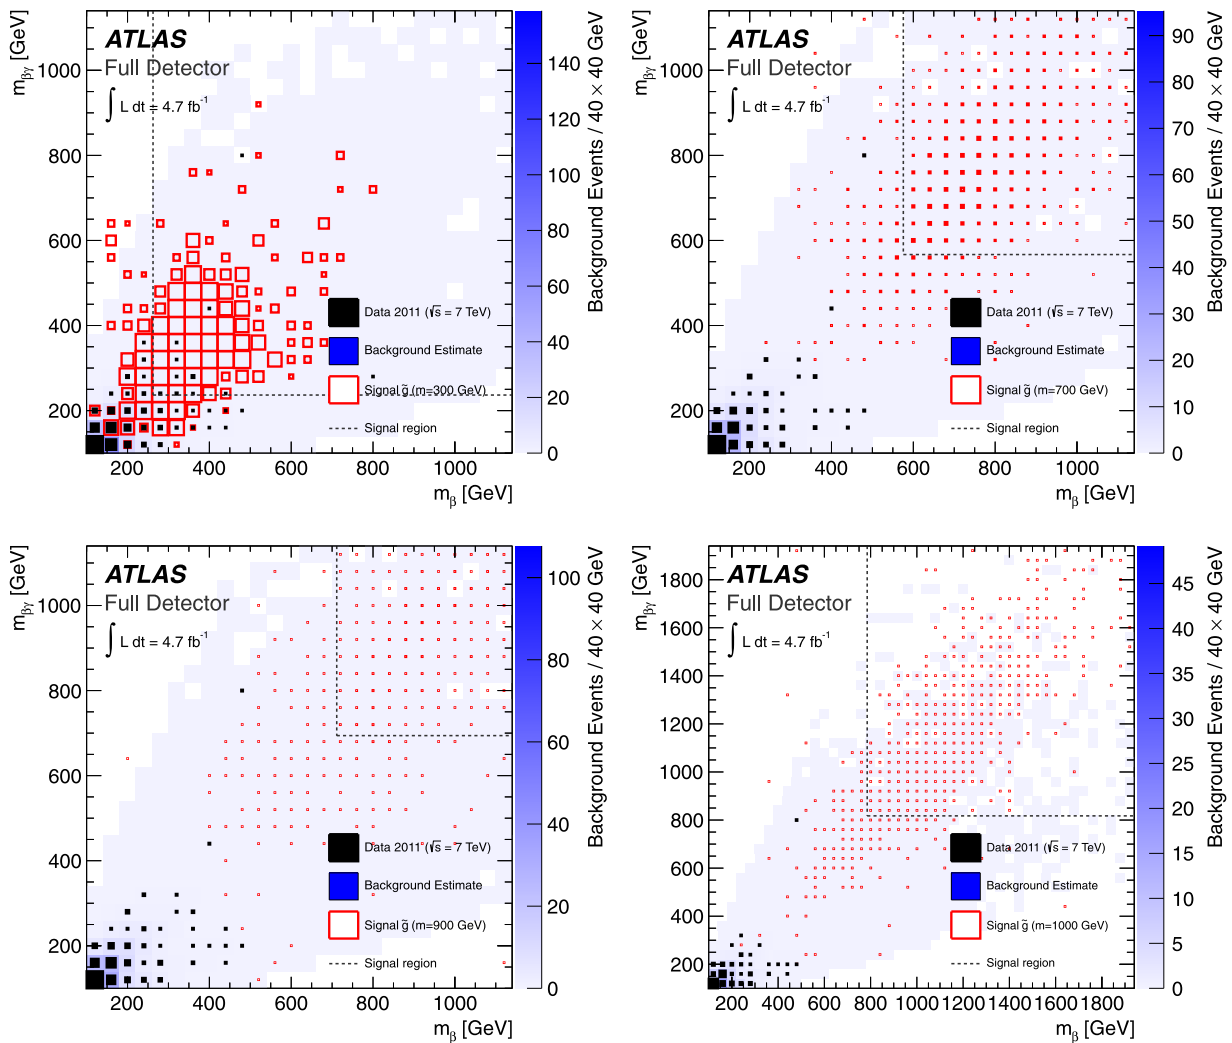 ATLAS
Full Detector
∫ L dt = 4.7 fb⁻¹
m_βγ [GeV]
1000
800
600
400
200
200 400 600 800 1000
m_β [GeV]
Data 2011 (√s = 7 TeV)
Background Estimate
Signal g̃ (m=300 GeV)
Signal region
140
120
100
80
60
40
20
0
Background Events / 40 × 40 GeV
ATLAS
Full Detector
∫ L dt = 4.7 fb⁻¹
m_βγ [GeV]
1000
800
600
400
200
200 400 600 800 1000
m_β [GeV]
Data 2011 (√s = 7 TeV)
Background Estimate
Signal g̃ (m=700 GeV)
Signal region
90
80
70
60
50
40
30
20
10
0
Background Events / 40 × 40 GeV
ATLAS
Full Detector
∫ L dt = 4.7 fb⁻¹
m_βγ [GeV]
1000
800
600
400
200
200 400 600 800 1000
m_β [GeV]
Data 2011 (√s = 7 TeV)
Background Estimate
Signal g̃ (m=900 GeV)
Signal region
100
80
60
40
20
0
Background Events / 40 × 40 GeV
ATLAS
Full Detector
∫ L dt = 4.7 fb⁻¹
m_βγ [GeV]
1800
1600
1400
1200
1000
800
600
400
200
200 400 600 800 1000 1200 1400 1600 1800
m_β [GeV]
Data 2011 (√s = 7 TeV)
Background Estimate
Signal g̃ (m=1000 GeV)
Signal region
45
40
35
30
25
20
15
10
5
0
Background Events / 40 × 40 GeV